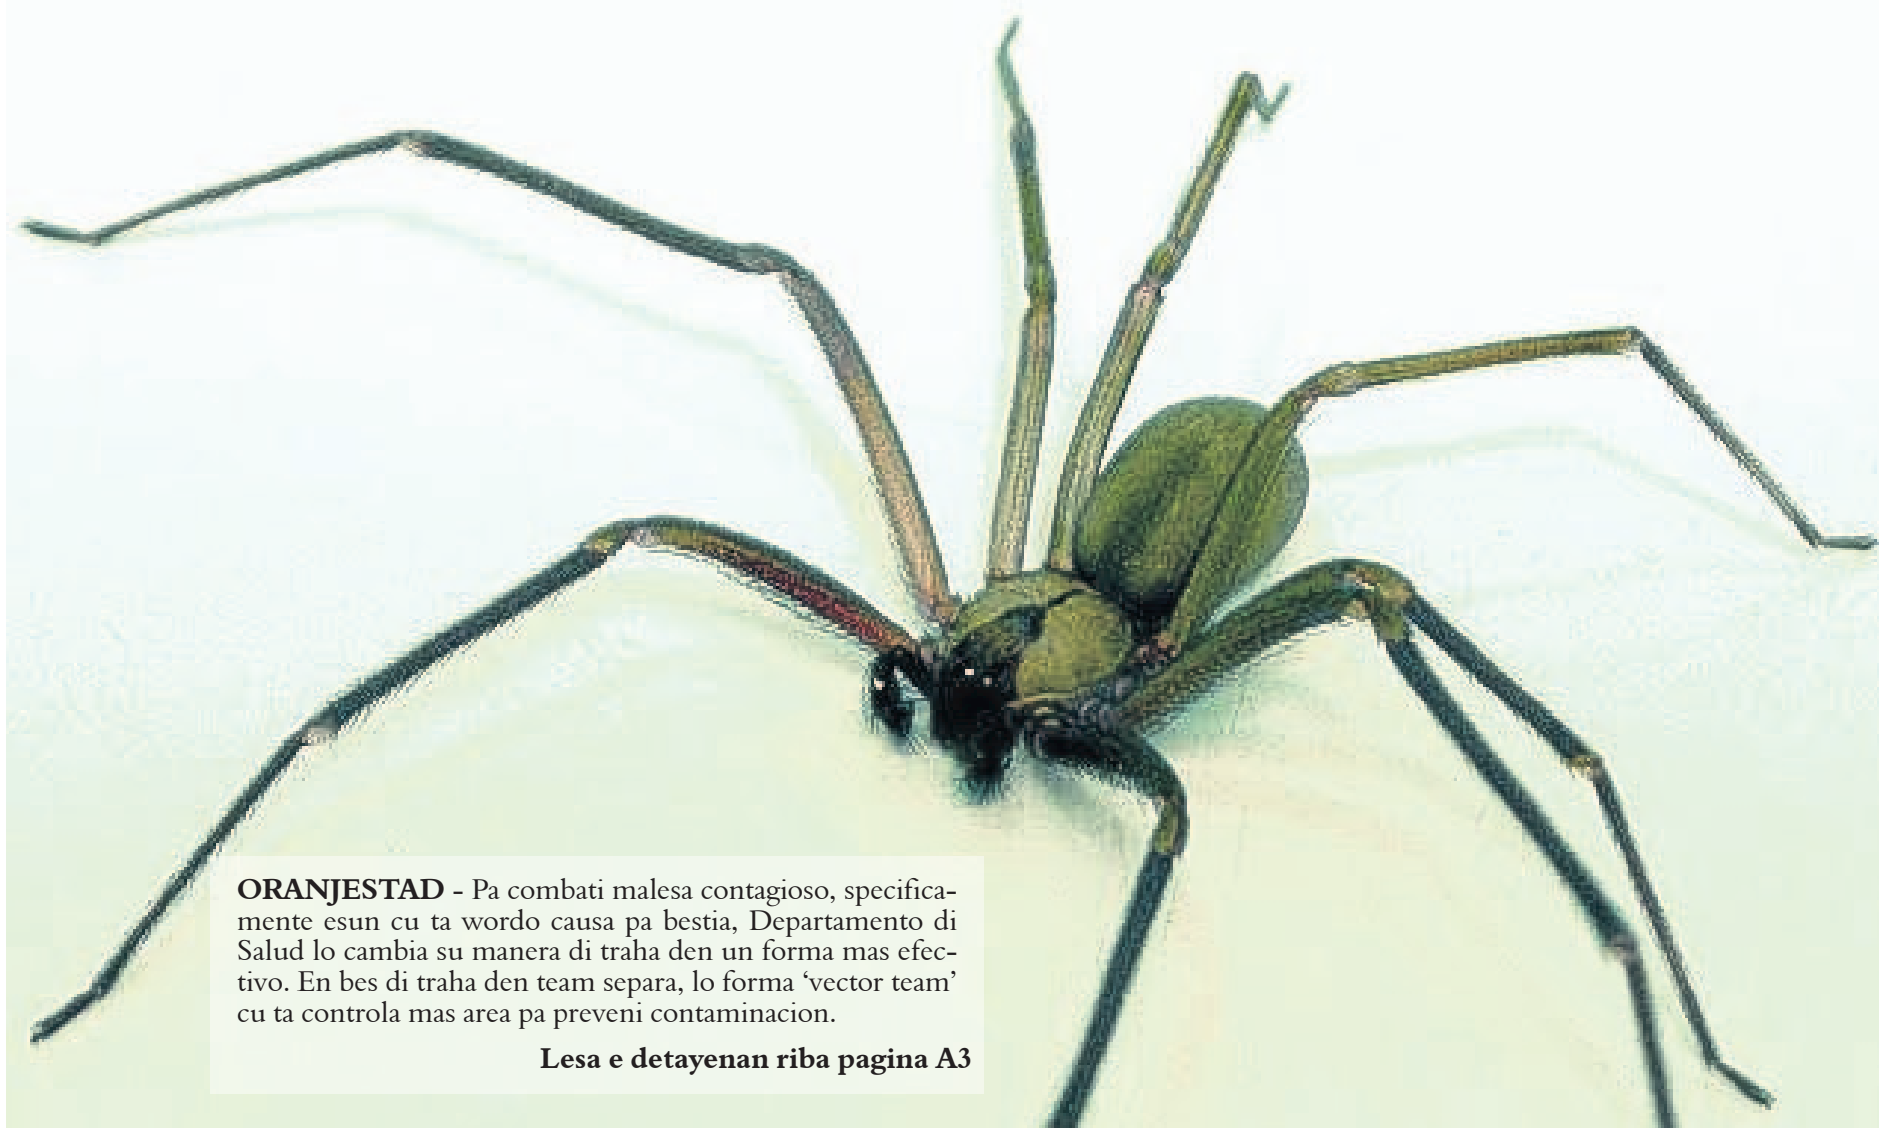 ORANJESTAD - Pa combati malesa contagioso, specifica-
mente esun cu ta wordo causa pa bestia, Departamento di
Salud lo cambia su manera di traha den un forma mas efec-
tivo. En bes di traha den team separa, lo forma ‘vector team’
cu ta controla mas area pa preveni contaminacion.
Lesa e detayenan riba pagina A3